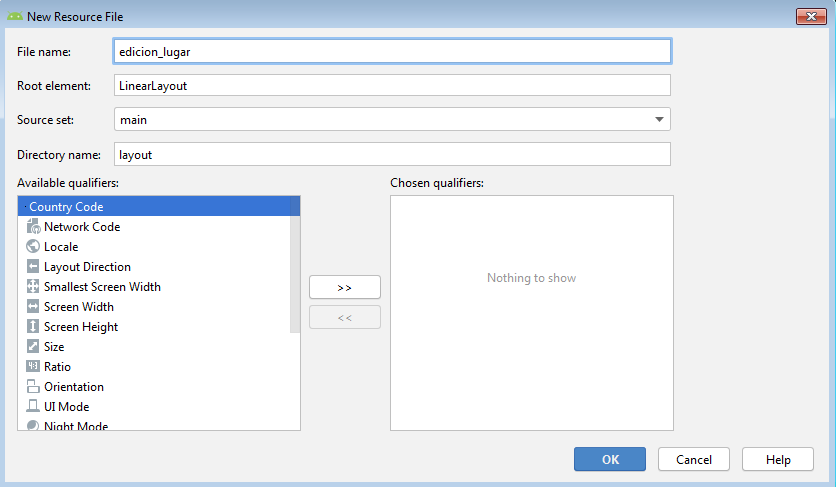 New Resource File
File name: edicion_lugar
Root element: LinearLayout
Source set: main
Directory name: layout
Available qualifiers:
Chosen qualifiers:
Country Code
Network Code
Locale
Layout Direction
Smallest Screen Width
Screen Width
Screen Height
Size
Ratio
Orientation
UI Mode
Night Mode
>>
<<
Nothing to show
OK
Cancel
Help